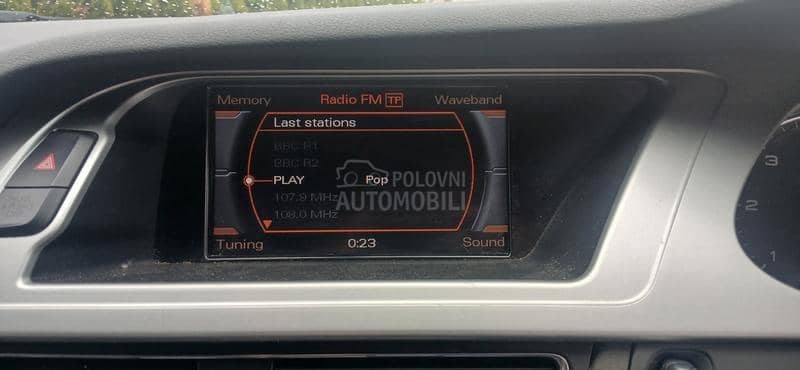 Memory Radio FM TP Waveband
Last stations
BBC R1
BBC R2
PLAY Pop
107.9 MHz
108.0 MHz
Tuning 0:23 Sound
POLOVNI
AUTOMOBILI
3
2
1